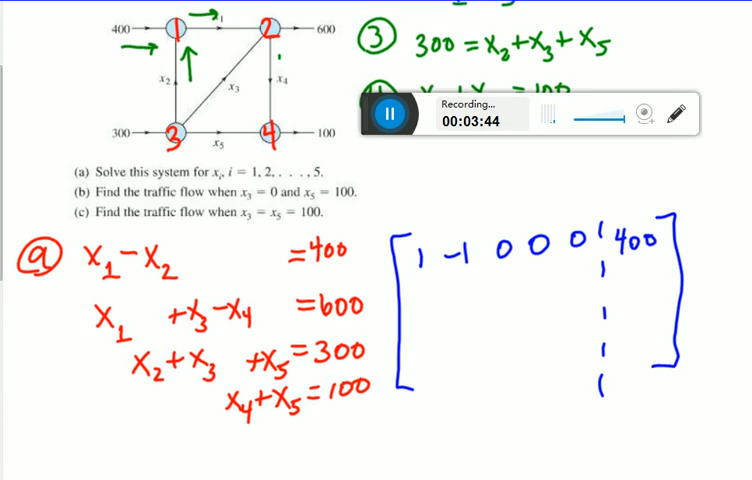 400 1 x1 2 600
x2 x3 x4
300 3 x5 4 100
(a) Solve this system for xi, i = 1, 2, . . . , 5.
(b) Find the traffic flow when x3 = 0 and x5 = 100.
(c) Find the traffic flow when x3 = x5 = 100.
③ 300 = x2+x3+x5
Recording...
00:03:44
ⓐ x1-x2 =400
x1 +x3-x4 =600
x2+x3 +x5=300
x4+x5=100
1 -1 0 0 0 400